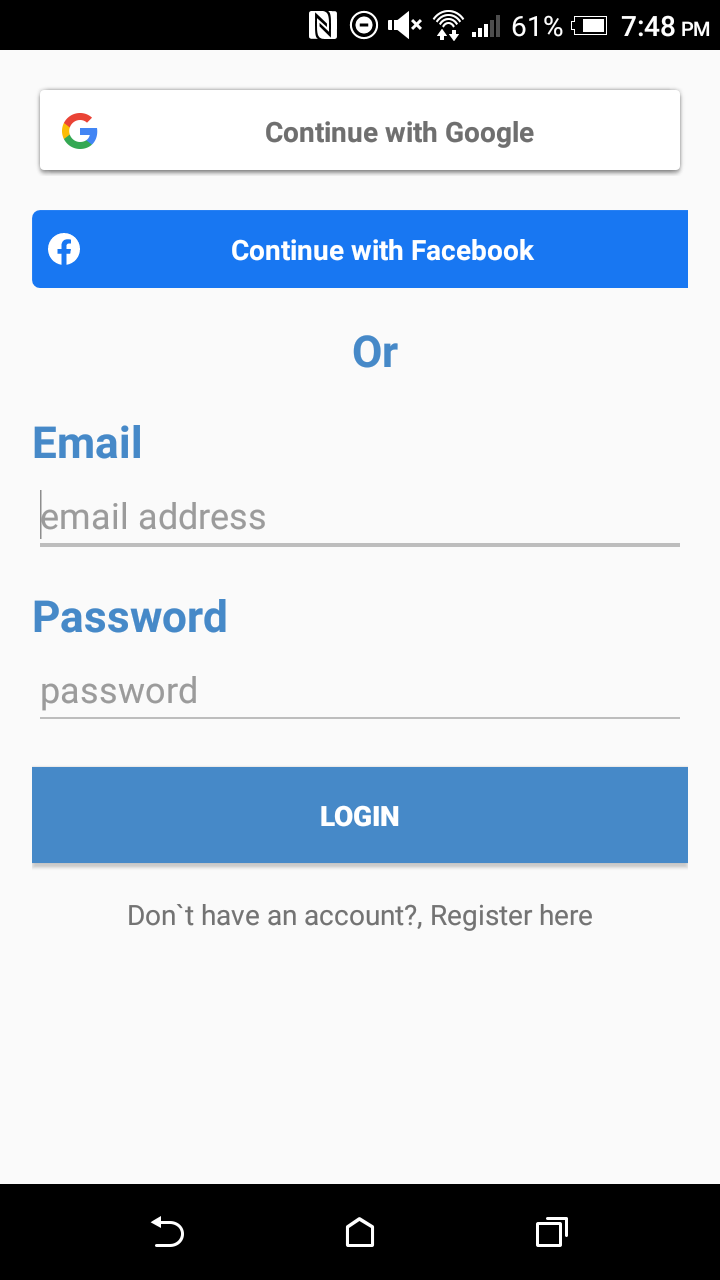 61% 7:48 PM
Continue with Google
Continue with Facebook
Or
Email
email address
Password
password
LOGIN
Don`t have an account?, Register here